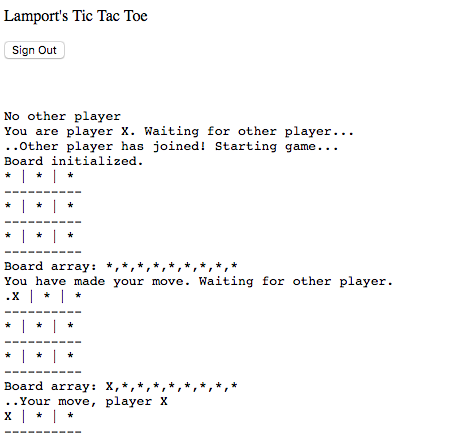 Lamport's Tic Tac Toe
Sign Out
No other player
You are player X. Waiting for other player...
..Other player has joined! Starting game...
Board initialized.
* | * | *
----------
* | * | *
----------
* | * | *
----------
Board array: *,*,*,*,*,*,*,*,*
You have made your move. Waiting for other player.
.X | * | *
----------
* | * | *
----------
* | * | *
----------
Board array: X,*,*,*,*,*,*,*,*
..Your move, player X
X | * | *
----------